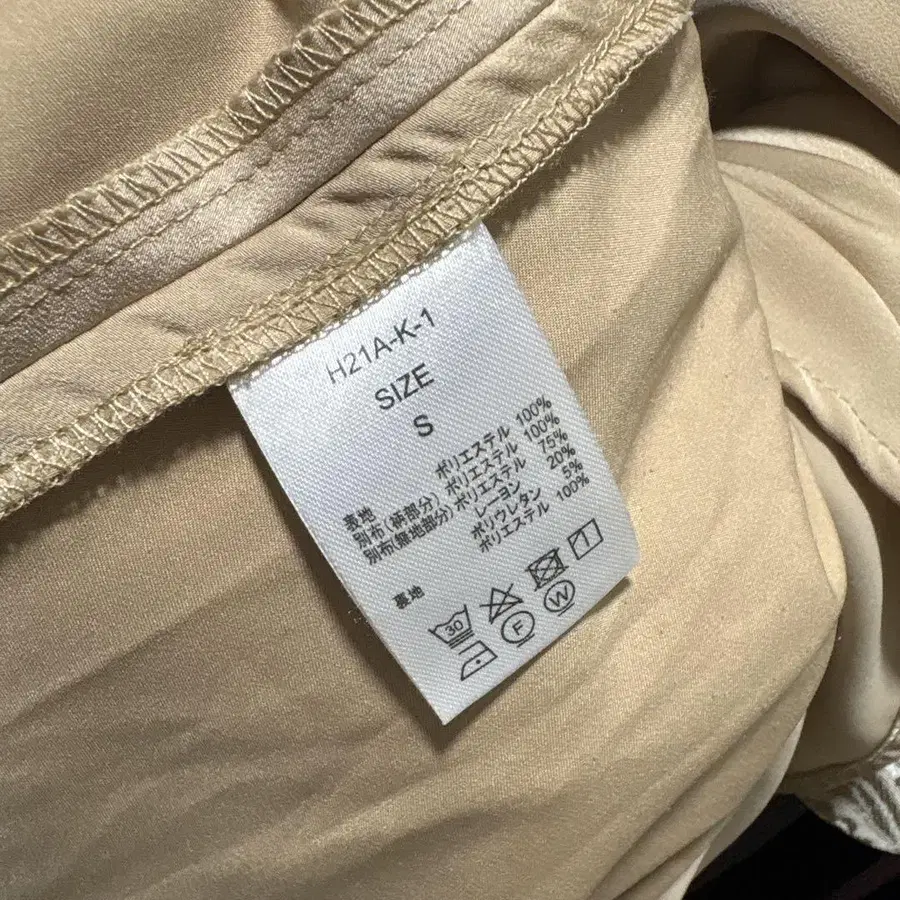 H21A-K-1
SIZE
S
表地 ポリエステル 100%
別布(裤部分) ポリエステル 100%
別布(無地部分) ポリエステル 75%
レーヨン 20%
ポリウレタン 5%
裏地 ポリエステル 100%
30
F W